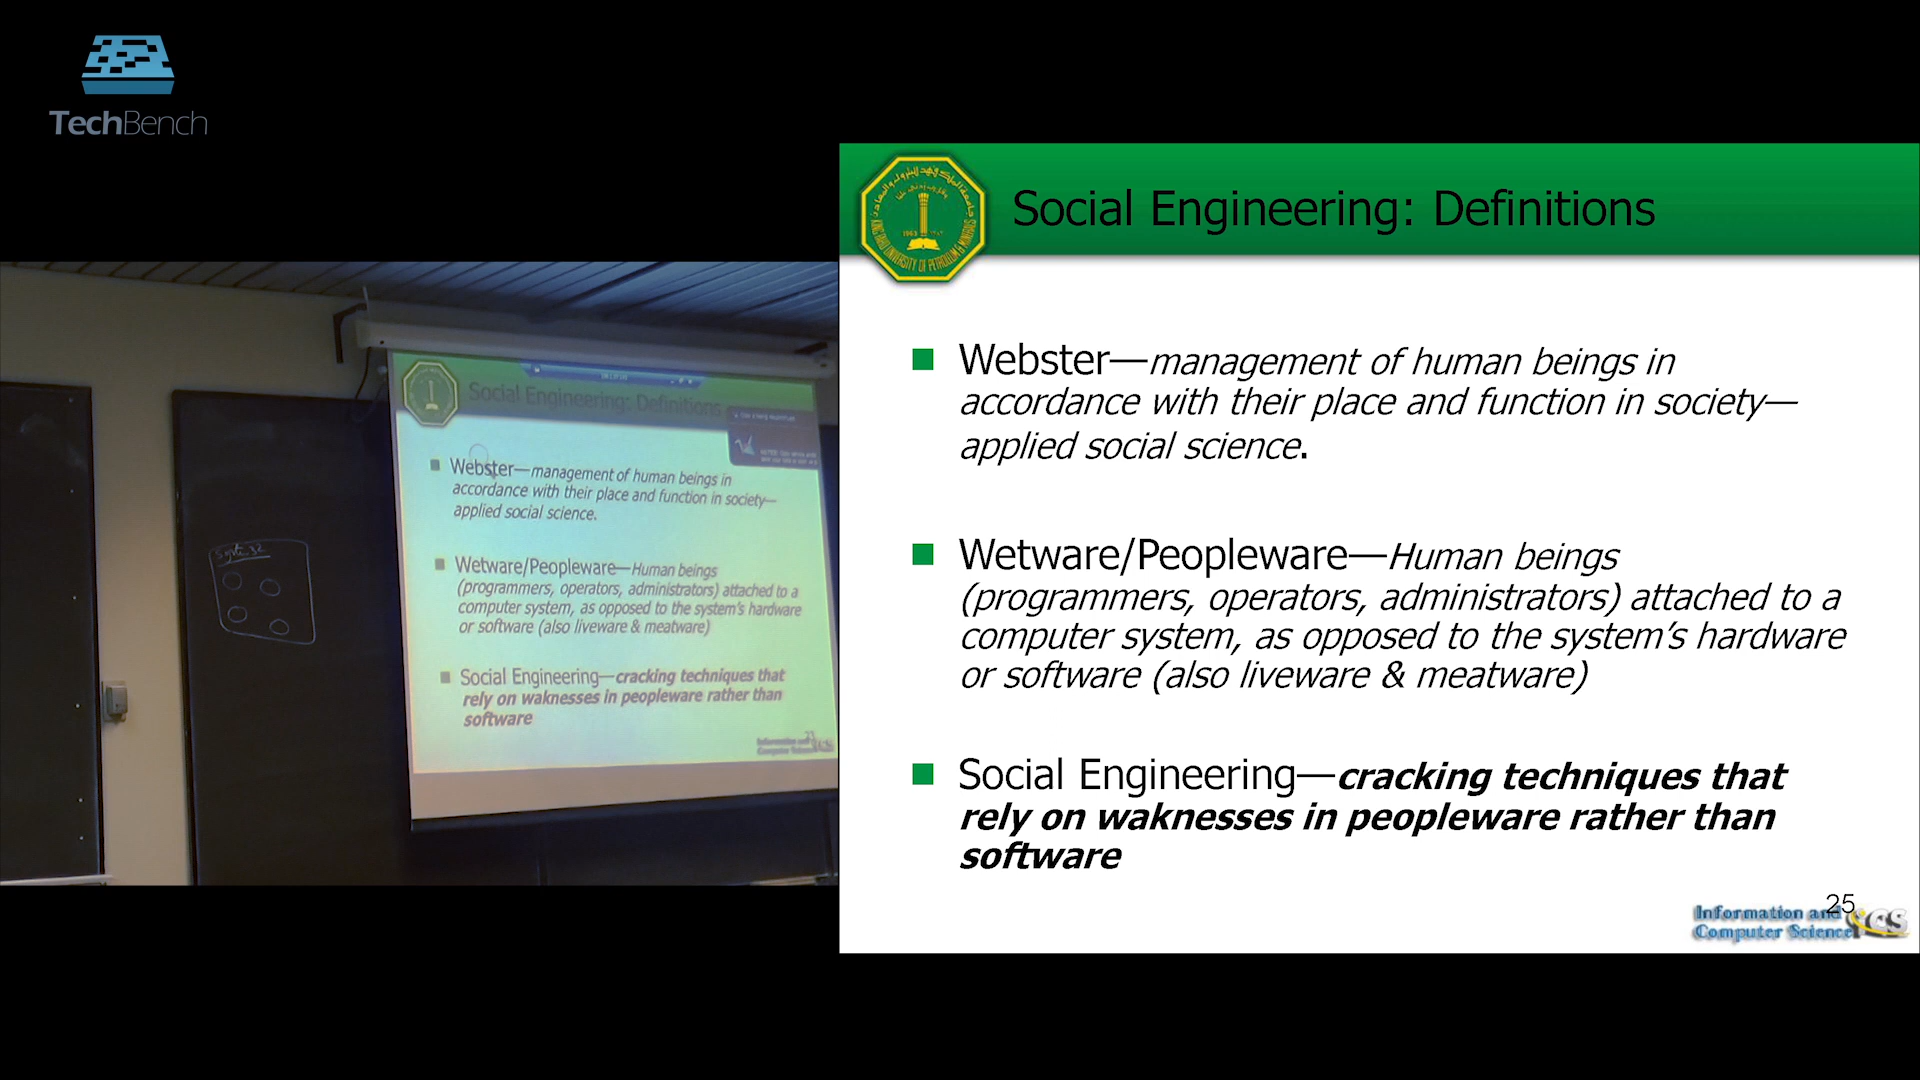 TechBench
Social Engineering: Definitions
Webster—management of human beings in
accordance with their place and function in society—
applied social science.
Wetware/Peopleware—Human beings
(programmers, operators, administrators) attached to a
computer system, as opposed to the system’s hardware
or software (also liveware & meatware)
Social Engineering—cracking techniques that
rely on waknesses in peopleware rather than
software
25
Information and
Computer Science
Social Engineering: Definitions
Webster—management of human beings in
accordance with their place and function in society—
applied social science.
Wetware/Peopleware—Human beings
(programmers, operators, administrators) attached to a
computer system, as opposed to the system’s hardware
or software (also liveware & meatware)
Social Engineering—cracking techniques that
rely on waknesses in peopleware rather than
software
Information and
Computer Science